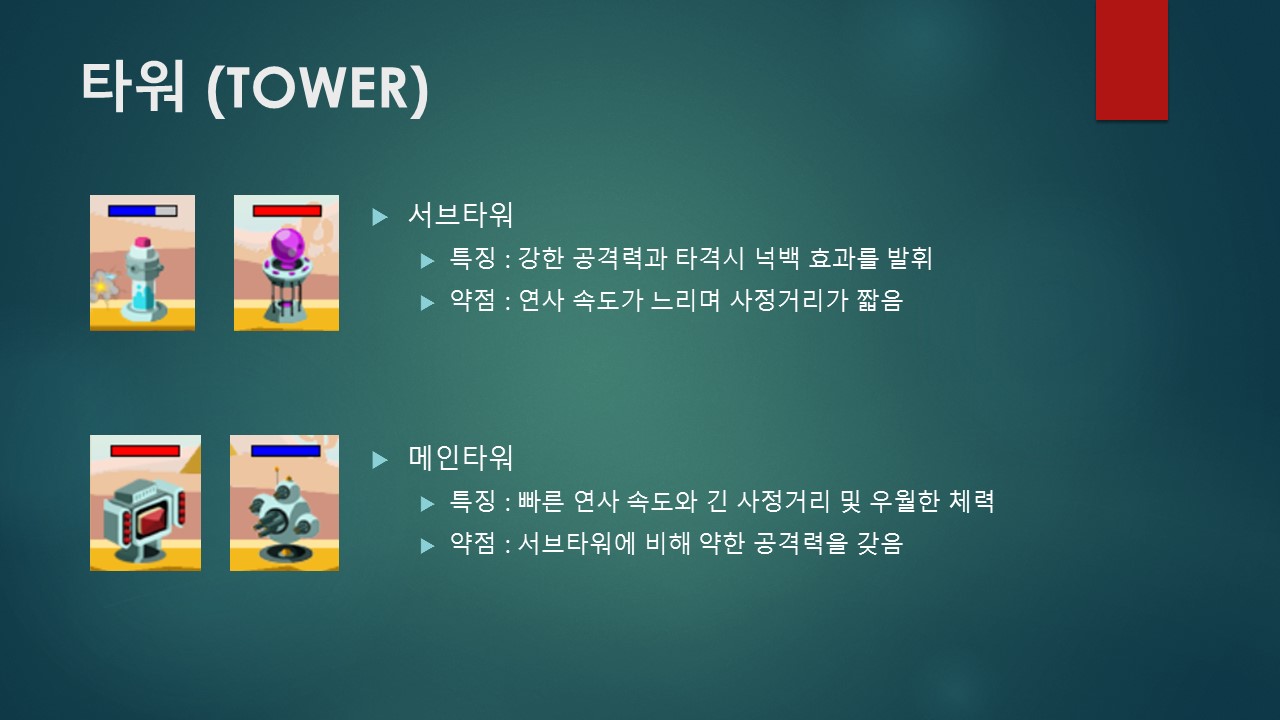 타워 (TOWER)
서브타워
특징 : 강한 공격력과 타격시 넉백 효과를 발휘
약점 : 연사 속도가 느리며 사정거리가 짧음
메인타워
특징 : 빠른 연사 속도와 긴 사정거리 및 우월한 체력
약점 : 서브타워에 비해 약한 공격력을 갖음